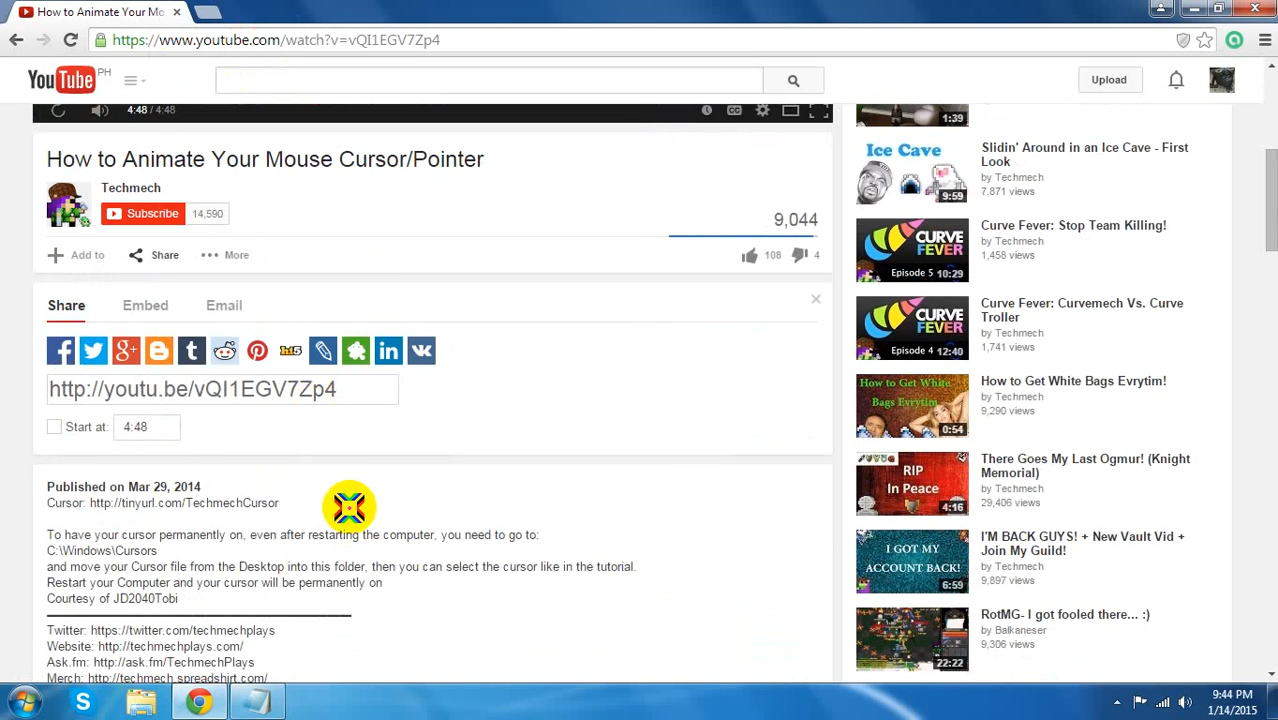 How to Animate Your Mo
https://www.youtube.com/watch?v=vQI1EGV7Zp4
YouTube PH
Upload
4:48 / 4:48
How to Animate Your Mouse Cursor/Pointer
Techmech
Subscribe 14,590
9,044
Add to Share More
108 4
Share Embed Email
http://youtu.be/vQI1EGV7Zp4
Start at: 4:48
Published on Mar 29, 2014
Cursor: http://tinyurl.com/TechmechCursor
To have your cursor permanently on, even after restarting the computer, you need to go to:
C:\Windows\Cursors
and move your Cursor file from the Desktop into this folder, then you can select the cursor like in the tutorial.
Restart your Computer and your cursor will be pemanently on
Courtesy of JD2040Tobi
Twitter: https://twitter.com/techmechplays
Website: http://techmechplays.com/
Ask.fm: http://ask.fm/TechmechPlays
Merch: http://techmech.spreadshirt.com/
1:39
Ice Cave
9:59
Slidin' Around in an Ice Cave - First
Look
by Techmech
7,871 views
CURVE
FEVER
Episode 5 10:29
Curve Fever: Stop Team Killing!
by Techmech
1,458 views
CURVE
FEVER
Episode 4 12:40
Curve Fever: Curvemech Vs. Curve
Troller
by Techmech
1,741 views
How to Get White
Bags Evrytim.
0:54
How to Get White Bags Evrytim!
by Techmech
9,290 views
RIP
In Peace
4:16
There Goes My Last Ogmur! (Knight
Memorial)
by Techmech
29,406 views
I GOT MY
ACCOUNT BACK!
6:59
I'M BACK GUYS! + New Vault Vid +
Join My Guild!
by Techmech
9,897 views
22:22
RotMG- I got fooled there... :)
by Balkaneser
9,306 views
9:44 PM
1/14/2015